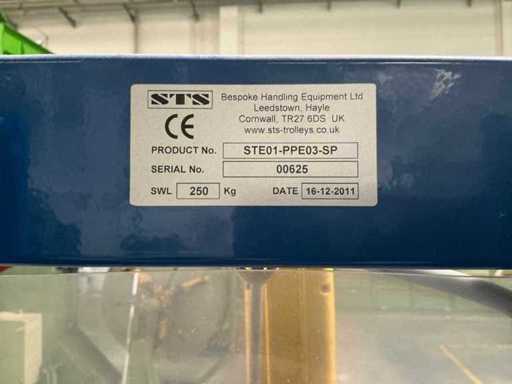 STS
Bespoke Handling Equipment Ltd
Leedstown, Hayle
Cornwall, TR27 6DS UK
www.sts-trolleys.co.uk
CE
PRODUCT No. STE01-PPE03-SP
SERIAL No. 00625
SWL 250 Kg DATE 16-12-2011